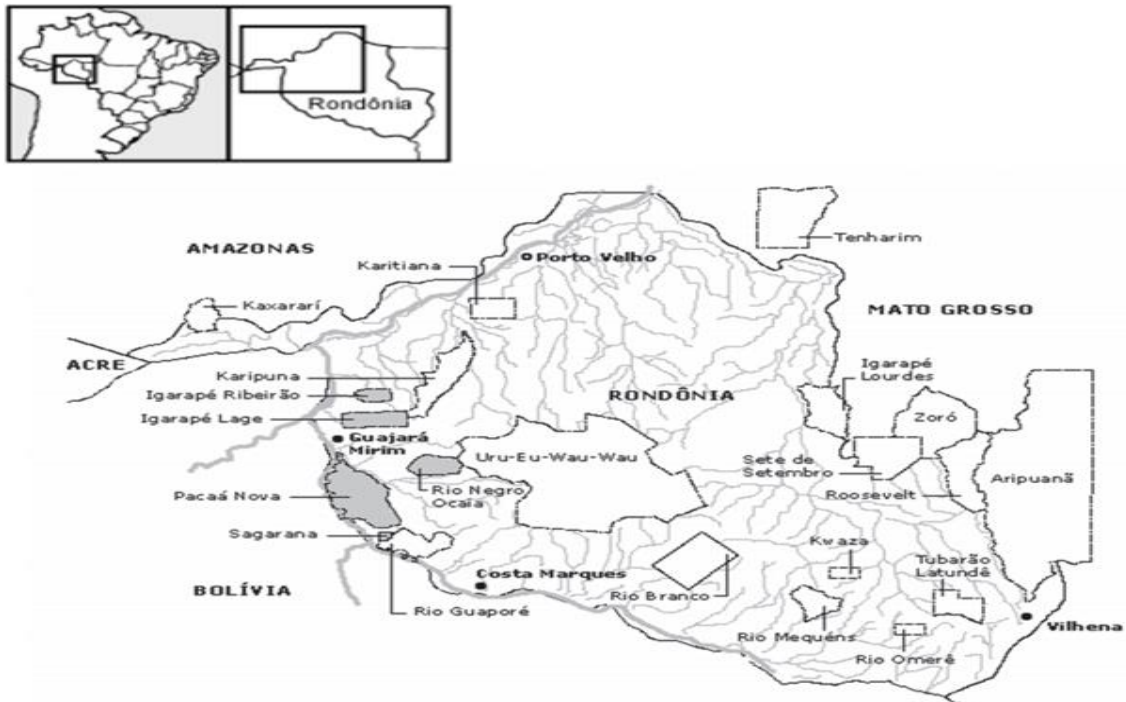 Rondônia
AMAZONAS
Tenharim
Karitiana
Porto Velho
Kaxararí
MATO GROSSO
ACRE
Igarapé
Lourdes
Karipuna
Igarapé Ribeirão
RONDÔNIA
Igarapé Lage
Zoró
Guajará
Mirim
Uru-Eu-Wau-Wau
Sete de
Setembro
Aripuanã
Pacaá Nova
Rio Negro
Ocaia
Roosevelt
Sagarana
Kwaza
Tubarão
Latundê
BOLÍVIA
Costa Marques
Rio Branco
Rio Guaporé
Vilhena
Rio Mequéns
Rio Omerê